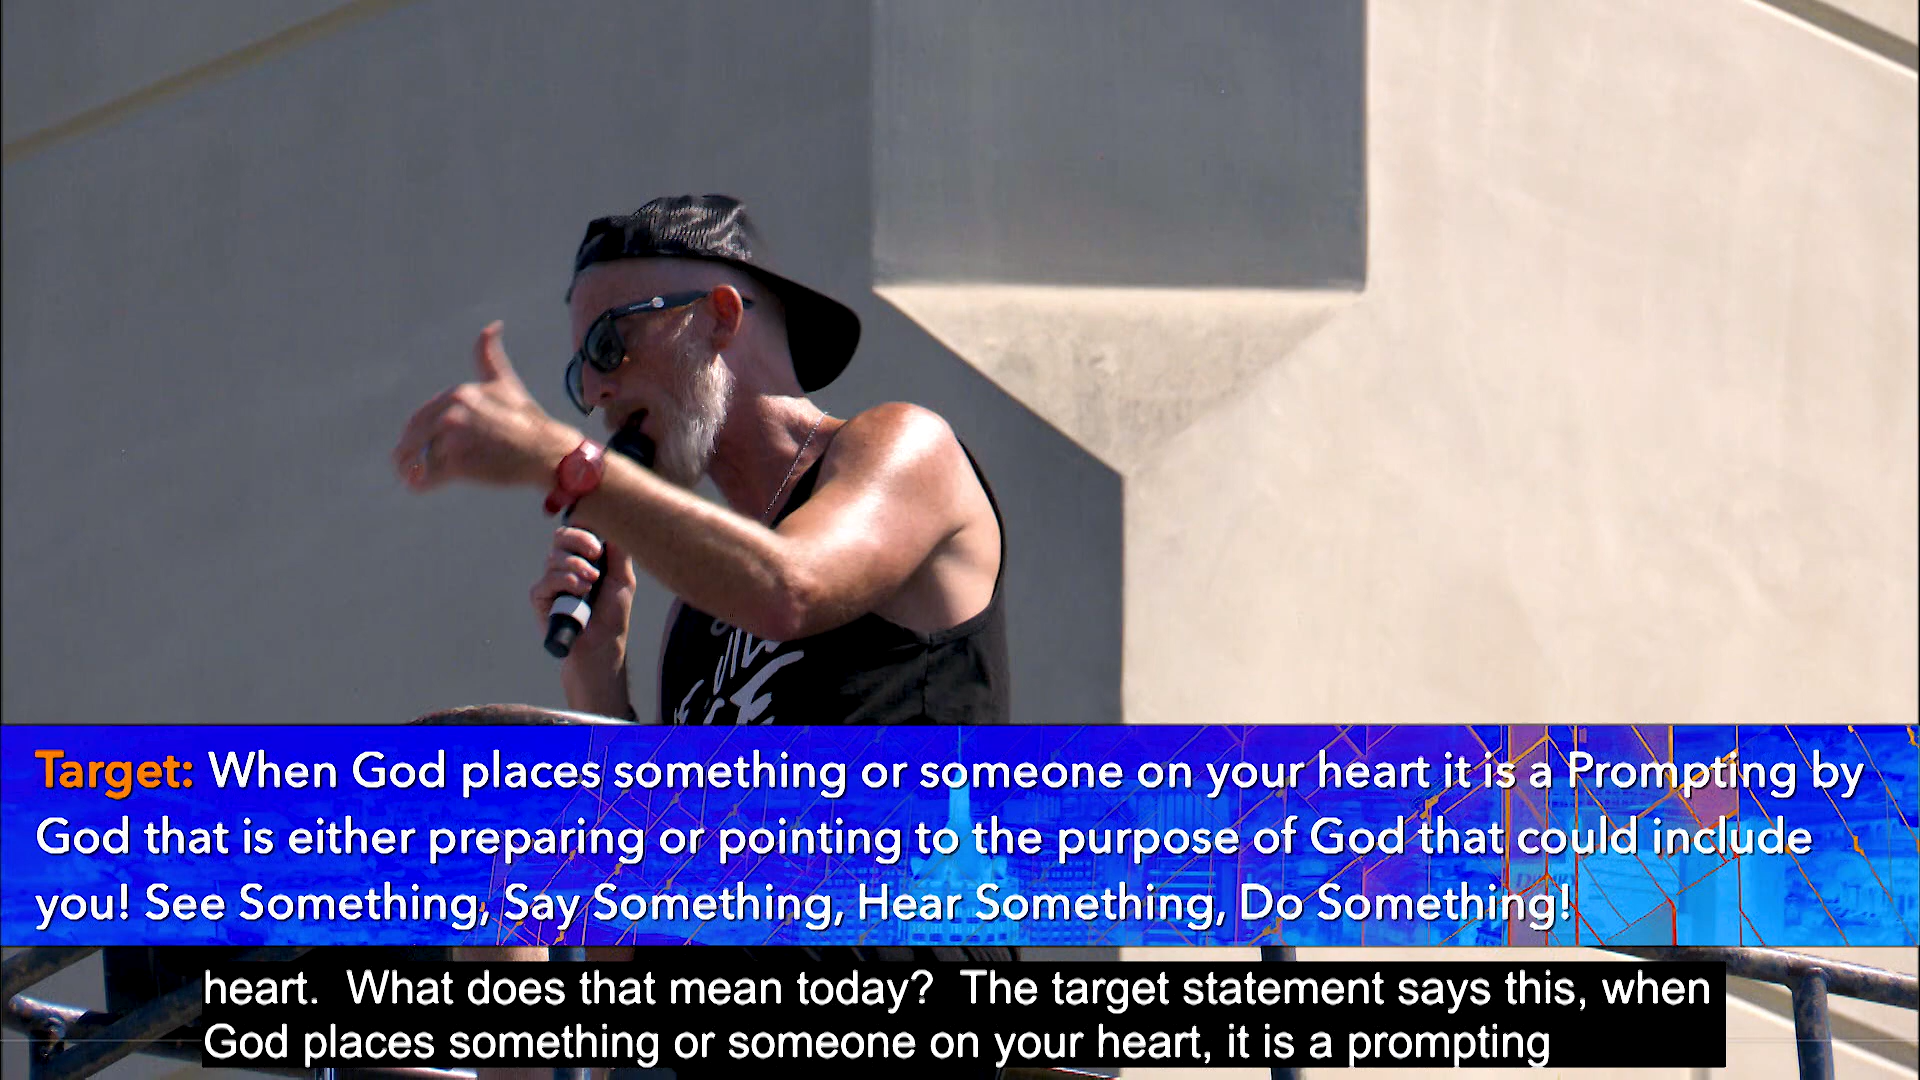 Target: When God places something or someone on your heart it is a Prompting by
God that is either preparing or pointing to the purpose of God that could include
you! See Something, Say Something, Hear Something, Do Something!
heart.  What does that mean today?  The target statement says this, when
God places something or someone on your heart, it is a prompting